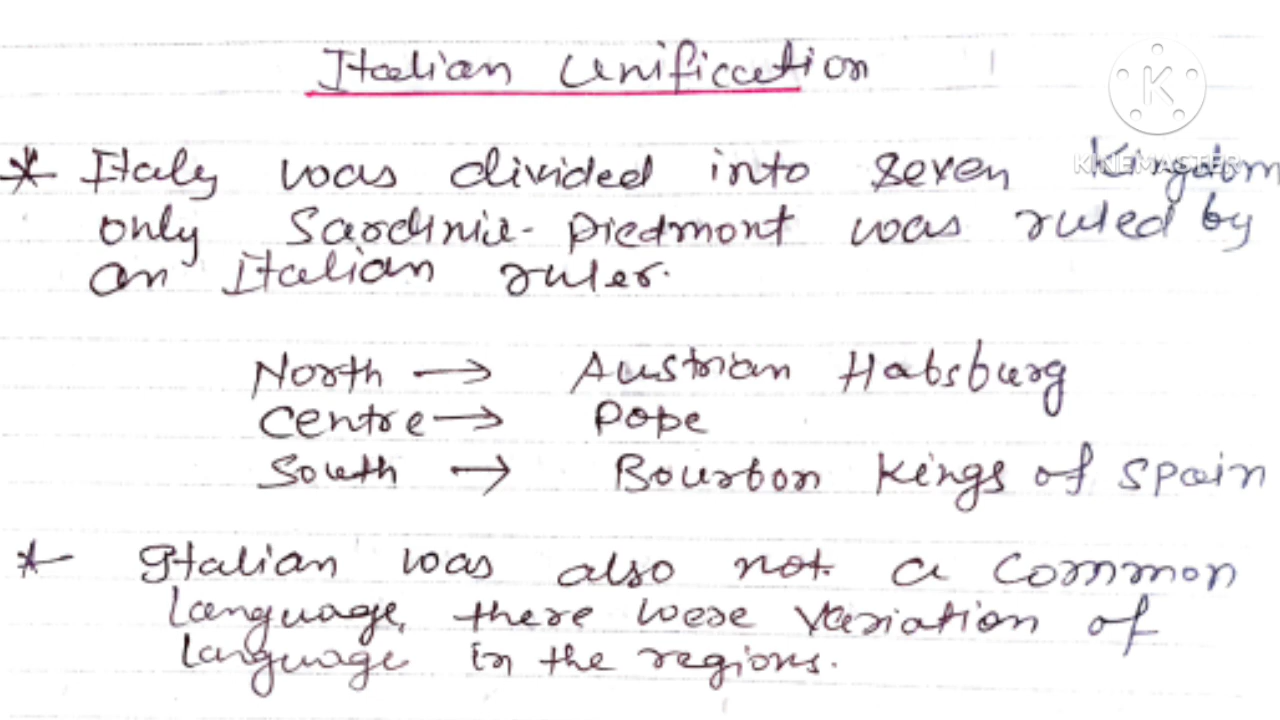 Italian Unification
KINEMASTER
* Italy was divided into seven Kingdom
only Sardinia-Piedmont was ruled by
an Italian ruler.
North → Austrian Habsburg
Centre → Pope
South → Bourbon Kings of Spain
* Italian was also not a common
language, there were variation of
language in the regions.